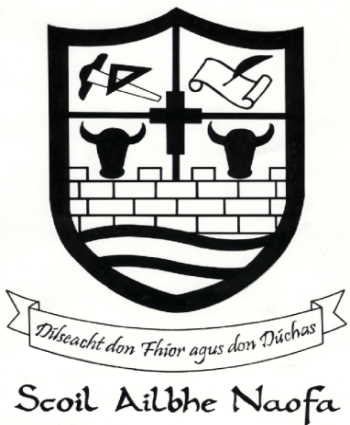 Dílseacht don Fhíor agus don Dúchas
Scoil Ailbhe Naofa